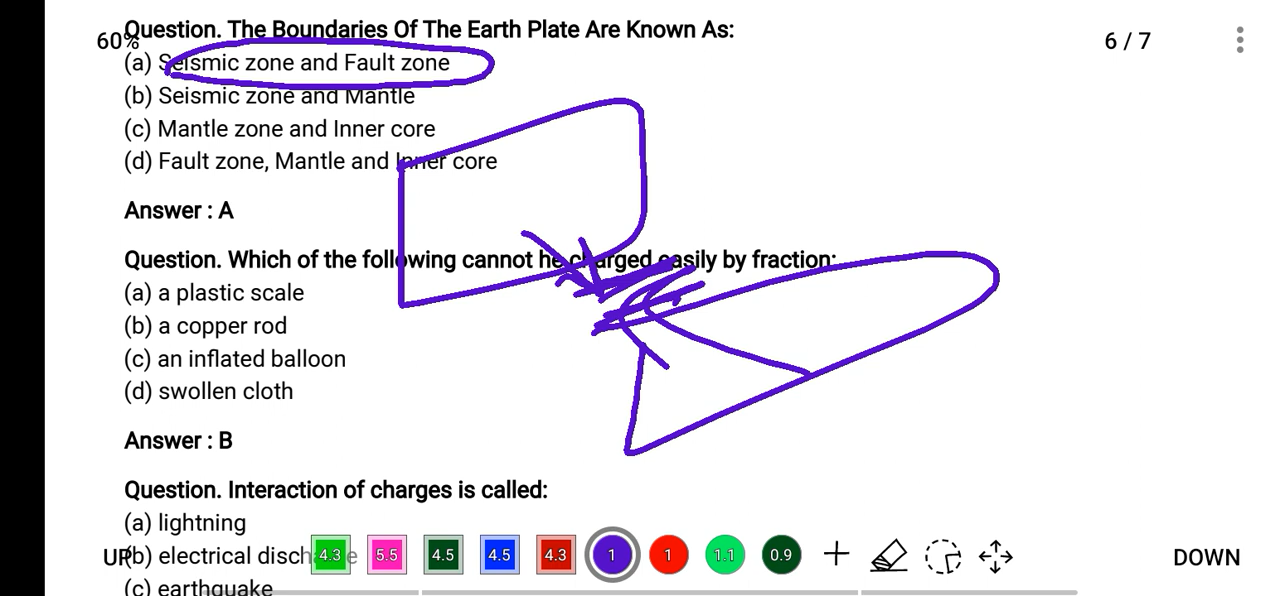 Question. The Boundaries Of The Earth Plate Are Known As:
60%
6 / 7
(a) Seismic zone and Fault zone
(b) Seismic zone and Mantle
(c) Mantle zone and Inner core
(d) Fault zone, Mantle and Inner core
Answer : A
Question. Which of the following cannot he charged easily by fraction:
(a) a plastic scale
(b) a copper rod
(c) an inflated balloon
(d) swollen cloth
Answer : B
Question. Interaction of charges is called:
(a) lightning
UP
(b) electrical discharge
4.3 5.5 4.5 4.5 4.3 1 1 1.1 0.9
DOWN
(c) earthquake